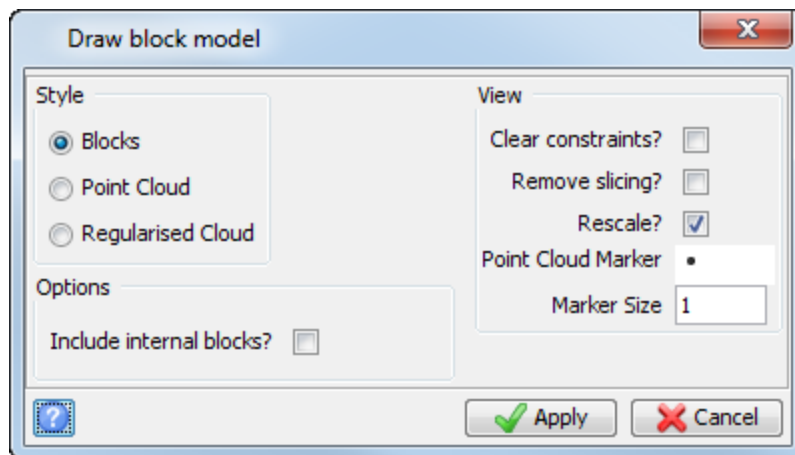 Draw block model
Style
Blocks
Point Cloud
Regularised Cloud
Options
Include internal blocks?
View
Clear constraints?
Remove slicing?
Rescale?
Point Cloud Marker
Marker Size 1
?
Apply
Cancel